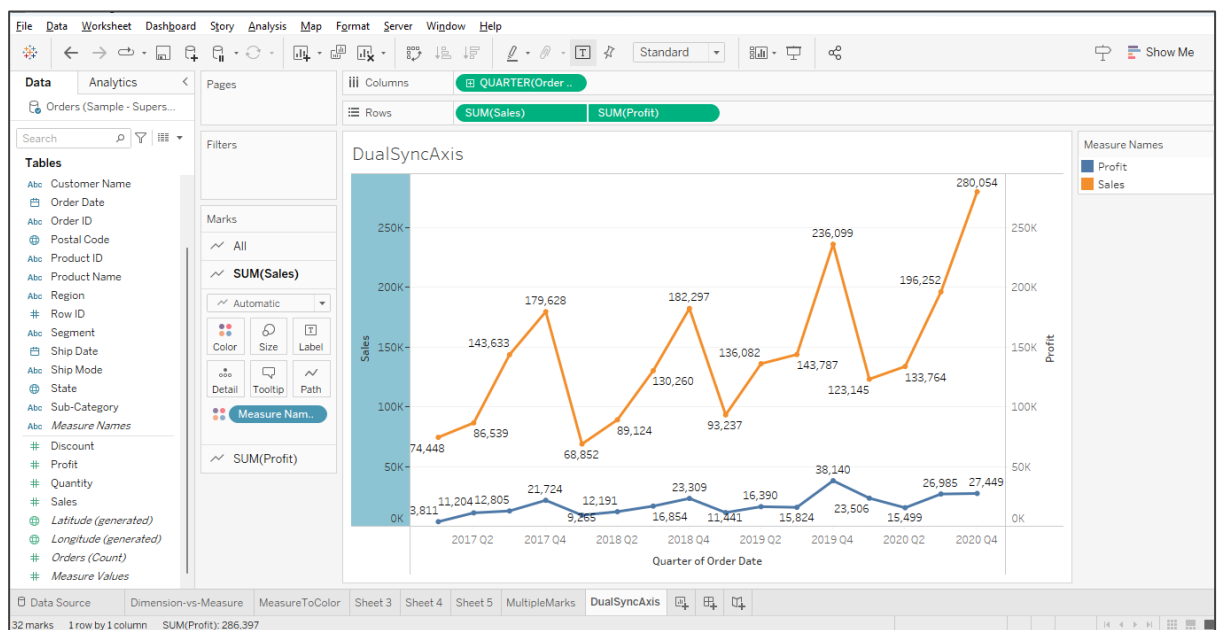 File Data Worksheet Dashboard Story Analysis Map Format Server Window Help
Standard
Show Me
Data Analytics
Orders (Sample - Supers...
Search
Tables
Abc Customer Name
Order Date
Abc Order ID
Postal Code
Abc Product ID
Abc Product Name
Abc Region
# Row ID
Abc Segment
Ship Date
Abc Ship Mode
State
Abc Sub-Category
Abc Measure Names
# Discount
# Profit
# Quantity
# Sales
Latitude (generated)
Longitude (generated)
# Orders (Count)
# Measure Values
Pages
Filters
Marks
All
SUM(Sales)
Automatic
Color Size Label
Detail Tooltip Path
Measure Nam..
SUM(Profit)
Columns QUARTER(Order ..
Rows SUM(Sales) SUM(Profit)
DualSyncAxis
280,054
250K 236,099 250K
196,252
200K 179,628 182,297 200K
Sales 150K 143,633 136,082 143,787 150K Profit
130,260 123,145 133,764
100K 86,539 89,124 93,237 100K
74,448 68,852
50K 38,140 50K
11,204 12,805 21,724 12,191 23,309 16,390 26,985 27,449
3,811 9,265 16,854 11,441 15,824 23,506 15,499
0K 0K
2017 Q2 2017 Q4 2018 Q2 2018 Q4 2019 Q2 2019 Q4 2020 Q2 2020 Q4
Quarter of Order Date
Measure Names
Profit
Sales
Data Source Dimension-vs-Measure MeasureToColor Sheet 3 Sheet 4 Sheet 5 MultipleMarks DualSyncAxis
32 marks 1 row by 1 column SUM(Profit): 286,397